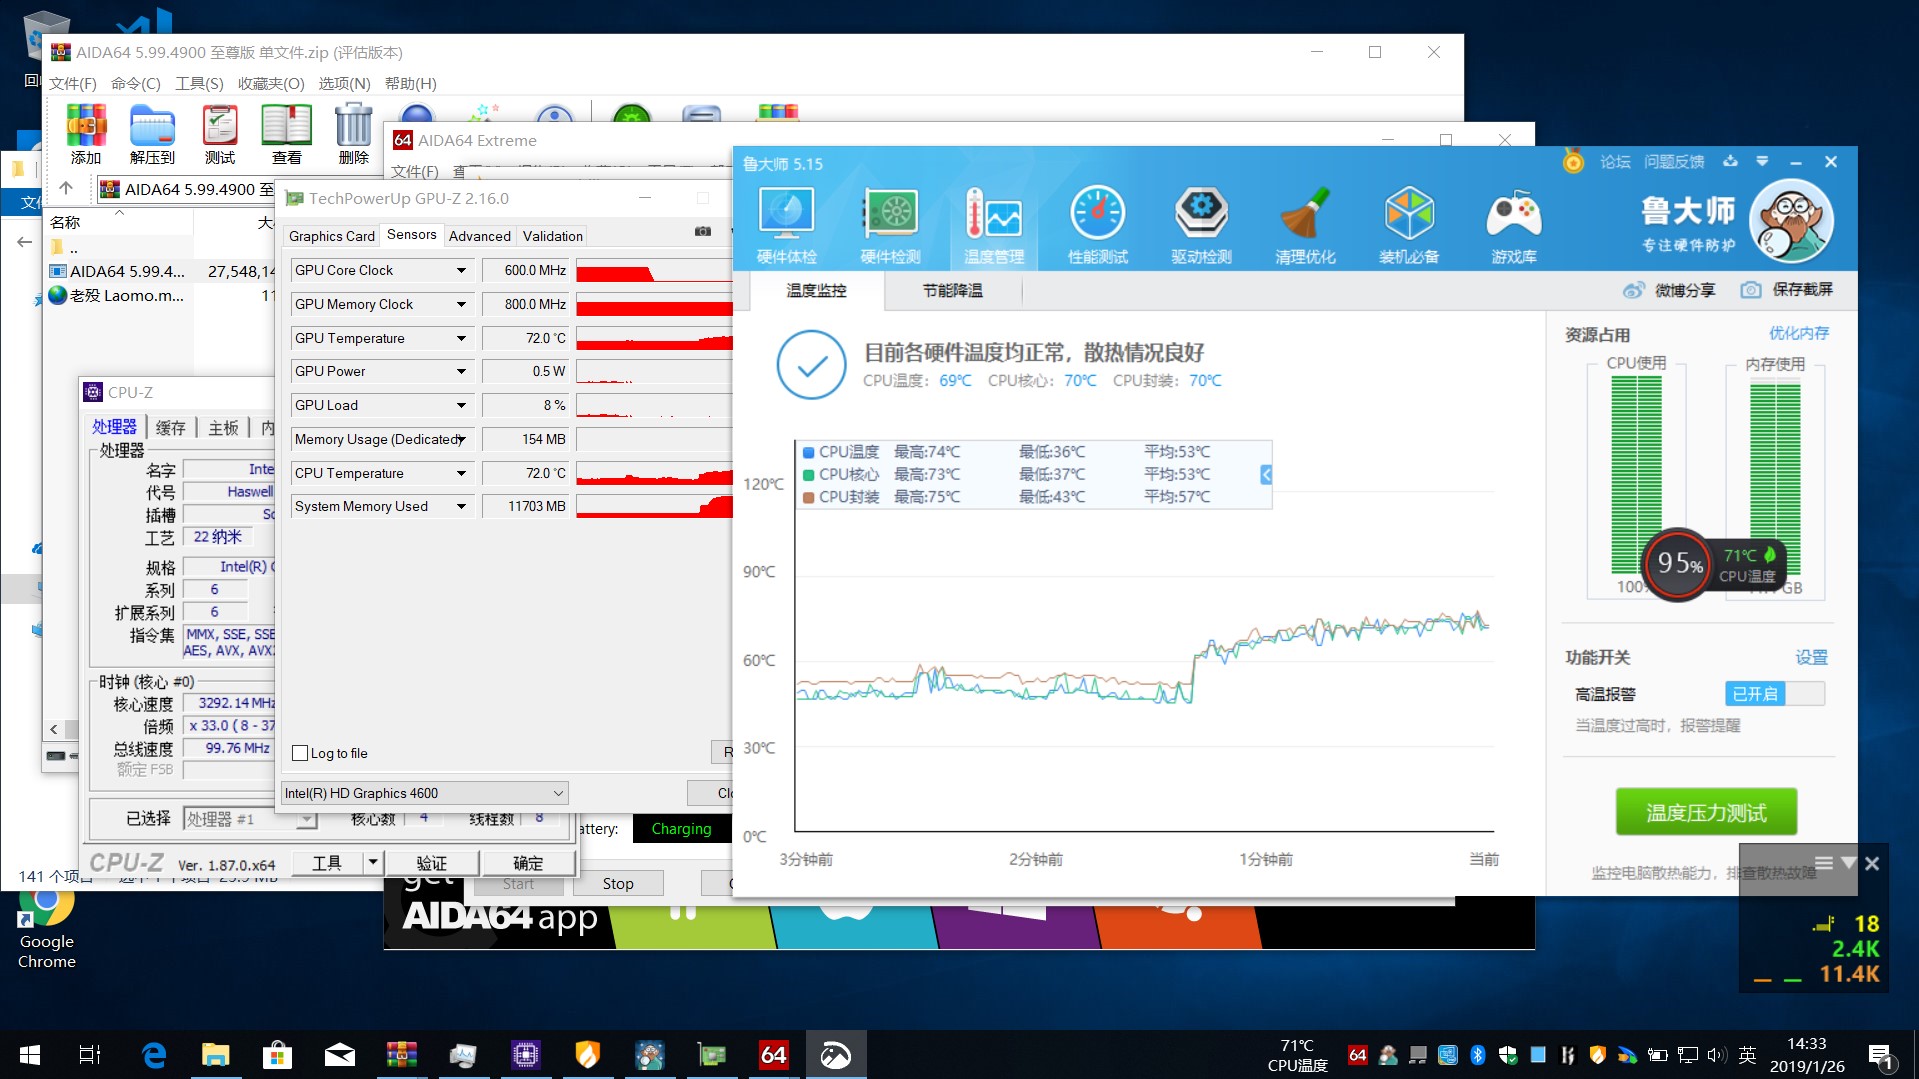 AIDA64 5.99.4900 至尊版 单文件.zip (评估版本)
文件(F) 命令(C) 工具(S) 收藏夹(O) 选项(N) 帮助(H)
添加 解压到 测试 查看 删除
AIDA64 5.99.4900 至
名称
..
AIDA64 5.99.4... 27,548,14
老殁 Laomo.m... 11
141 个项目
AIDA64 Extreme
文件(F)
TechPowerUp GPU-Z 2.16.0
Graphics Card Sensors Advanced Validation
GPU Core Clock 600.0 MHz
GPU Memory Clock 800.0 MHz
GPU Temperature 72.0 °C
GPU Power 0.5 W
GPU Load 8 %
Memory Usage (Dedicated) 154 MB
CPU Temperature 72.0 °C
System Memory Used 11703 MB
Log to file
Intel(R) HD Graphics 4600
CPU-Z
处理器 缓存 主板 内
处理器
名字 Inte
代号 Haswell
插槽
工艺 22 纳米
规格 Intel(R) C
系列 6
扩展系列 6
指令集 MMX, SSE, SSE
AES, AVX, AVX
时钟 (核心 #0)
核心速度 3292.14 MHz
倍频 x 33.0 ( 8 - 37
总线速度 99.76 MHz
额定 FSB
已选择 处理器 #1 核心数 4 线程数 8
CPU-Z Ver. 1.87.0.x64 工具 验证 确定
attery: Charging
Start Stop
get
AIDA64 app
鲁大师 5.15
论坛 问题反馈
硬件体检 硬件检测 温度管理 性能测试 驱动检测 清理优化 装机必备 游戏库
鲁大师
专注硬件防护
温度监控 节能降温
微博分享 保存截屏
目前各硬件温度均正常，散热情况良好
CPU温度： 69℃ CPU核心： 70℃ CPU封装： 70℃
CPU温度 最高:74℃ 最低:36℃ 平均:53℃
CPU核心 最高:73℃ 最低:37℃ 平均:53℃
CPU封装 最高:75℃ 最低:43℃ 平均:57℃
120℃
90℃
60℃
30℃
0℃
3分钟前 2分钟前 1分钟前 当前
资源占用 优化内存
CPU使用 内存使用
100%
GB
95%
71℃
CPU温度
功能开关 设置
高温报警 已开启
当温度过高时，报警提醒
温度压力测试
监控电脑散热能力，排查散热故障
18
2.4K
11.4K
Google
Chrome
64
71℃
CPU温度
64
英
14:33
2019/1/26
1